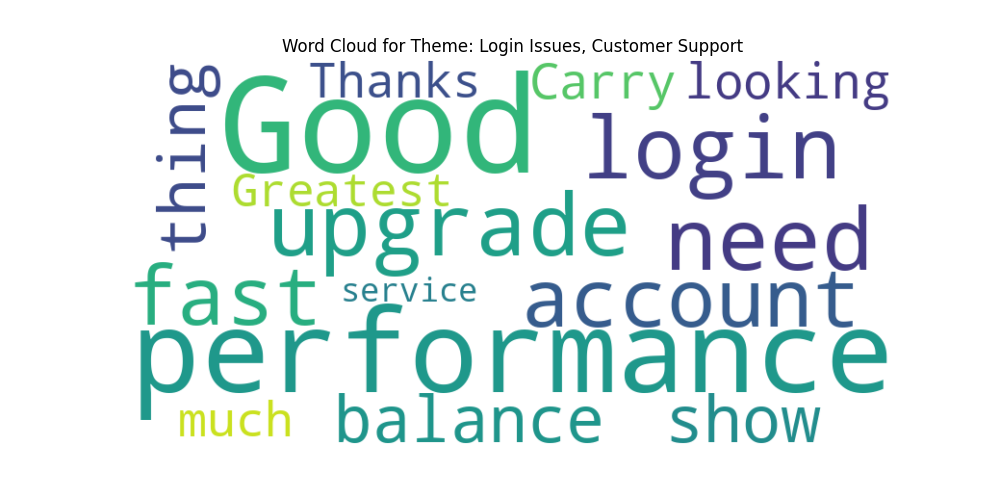 Word Cloud for Theme: Login Issues, Customer Support
thing
Good
Thanks
Carry
looking
login
Greatest
upgrade
need
fast
service
account
performance
much
balance
show